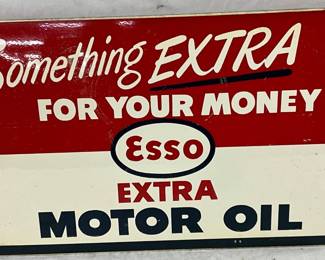 Something EXTRA
FOR YOUR MONEY
Esso
EXTRA
MOTOR OIL